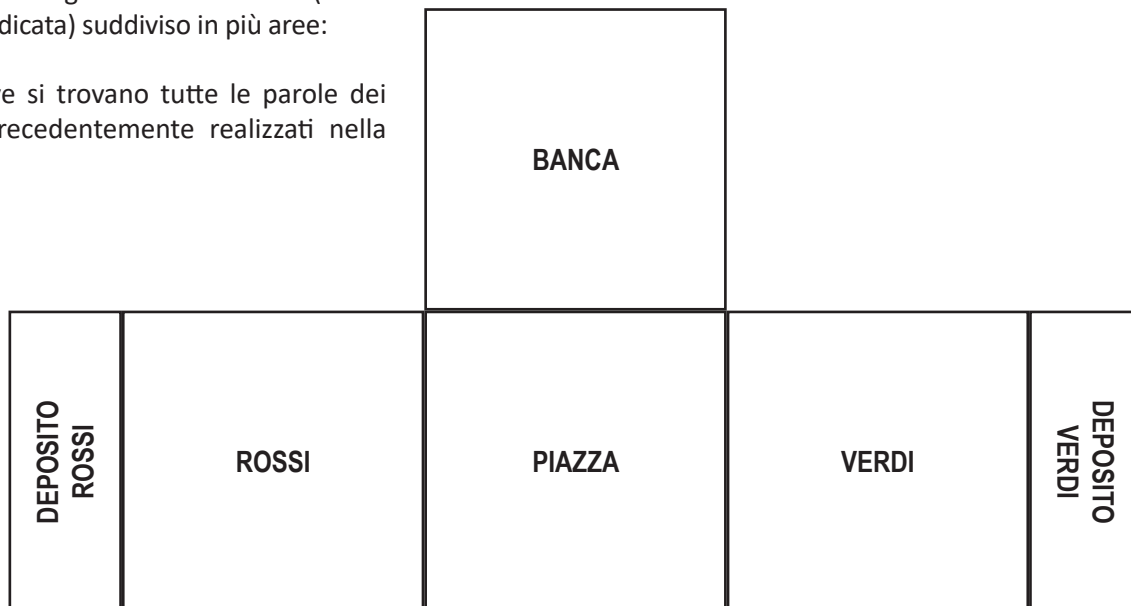 dicata) suddiviso in più aree:
si trovano tutte le parole dei
recedentemente realizzati nella
BANCA
DEPOSITO
ROSSI
ROSSI
PIAZZA
VERDI
DEPOSITO
VERDI